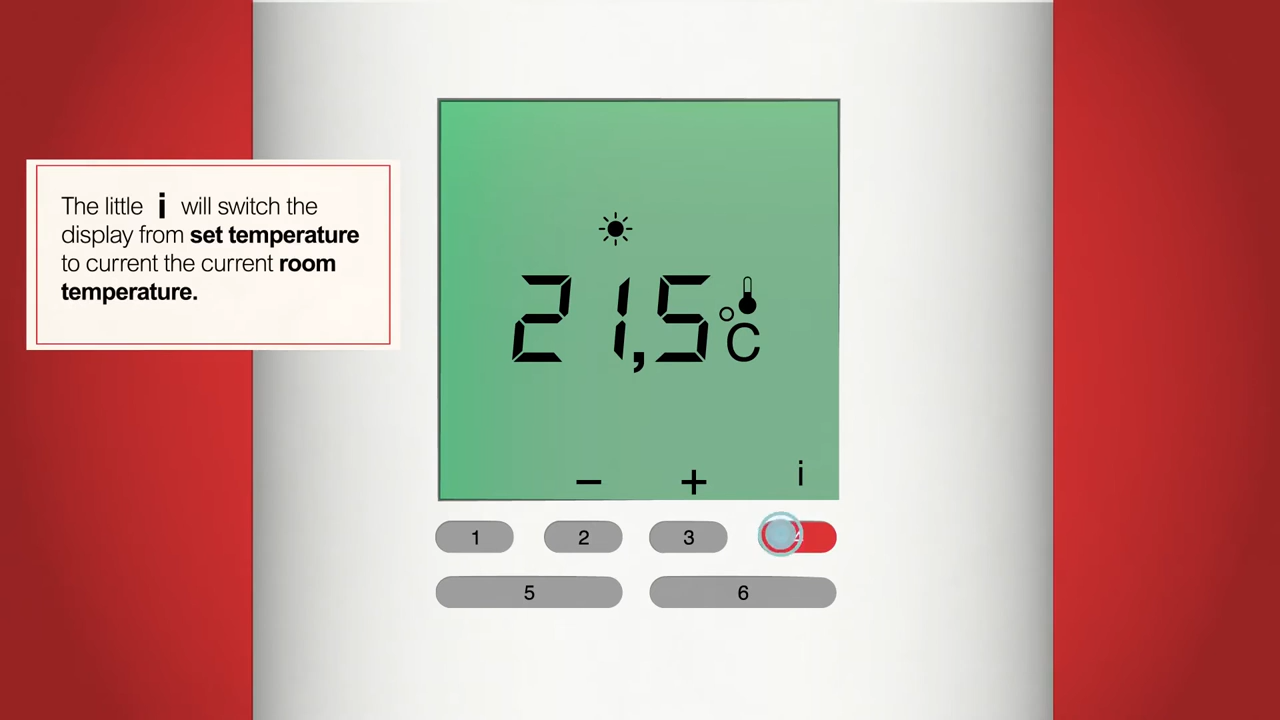 The little i will switch the
display from set temperature
to current the current room
temperature.
21,5 °C
− + i
1 2 3 4
5 6